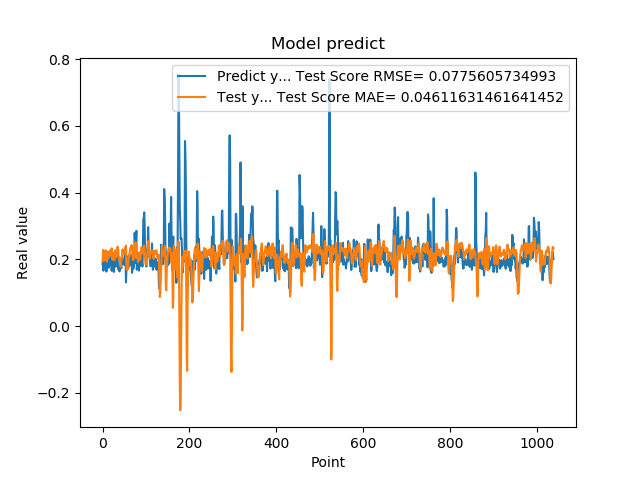 Model predict
Predict y... Test Score RMSE= 0.0775605734993
Test y... Test Score MAE= 0.04611631461641452
Real value
0.8
0.6
0.4
0.2
0.0
−0.2
0 200 400 600 800 1000
Point